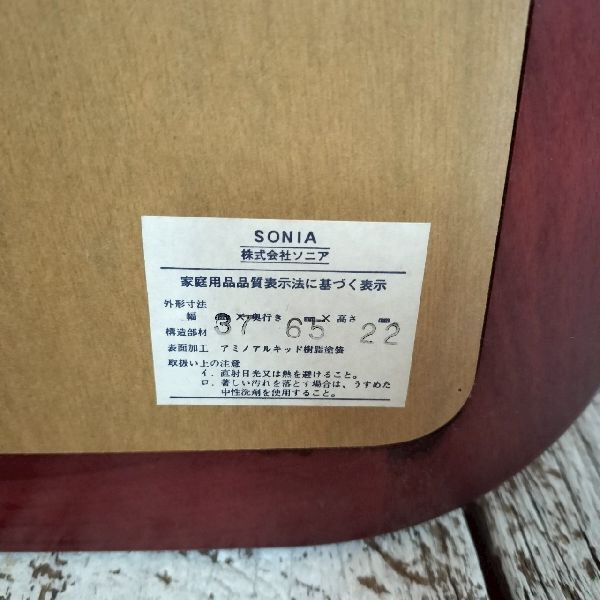 SONIA
株式会社ソニア
家庭用品品質表示法に基づく表示
外形寸法
幅 ㎜×奥行き ㎜×高さ ㎜
37 65 22
構造部材
表面加工 アミノアルキッド樹脂塗装
取扱い上の注意
イ．直射日光又は熱を避けること。
ロ．著しい汚れを落とす場合は、うすめた
中性洗剤を使用すること。